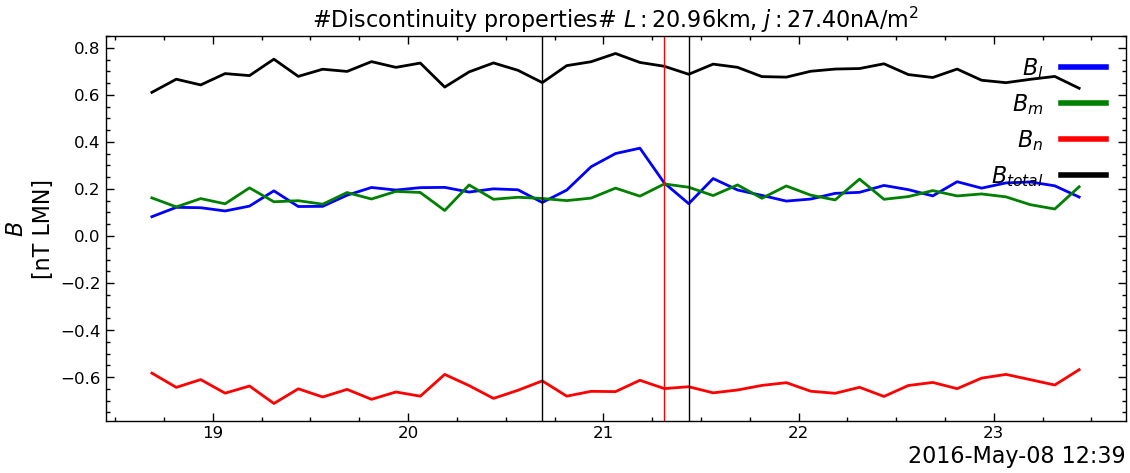 #Discontinuity properties# L : 20.96km, j : 27.40nA/m²
B
[nT LMN]
0.8
0.6
0.4
0.2
0.0
−0.2
−0.4
−0.6
B_l
B_m
B_n
B_total
19 20 21 22 23
2016-May-08 12:39